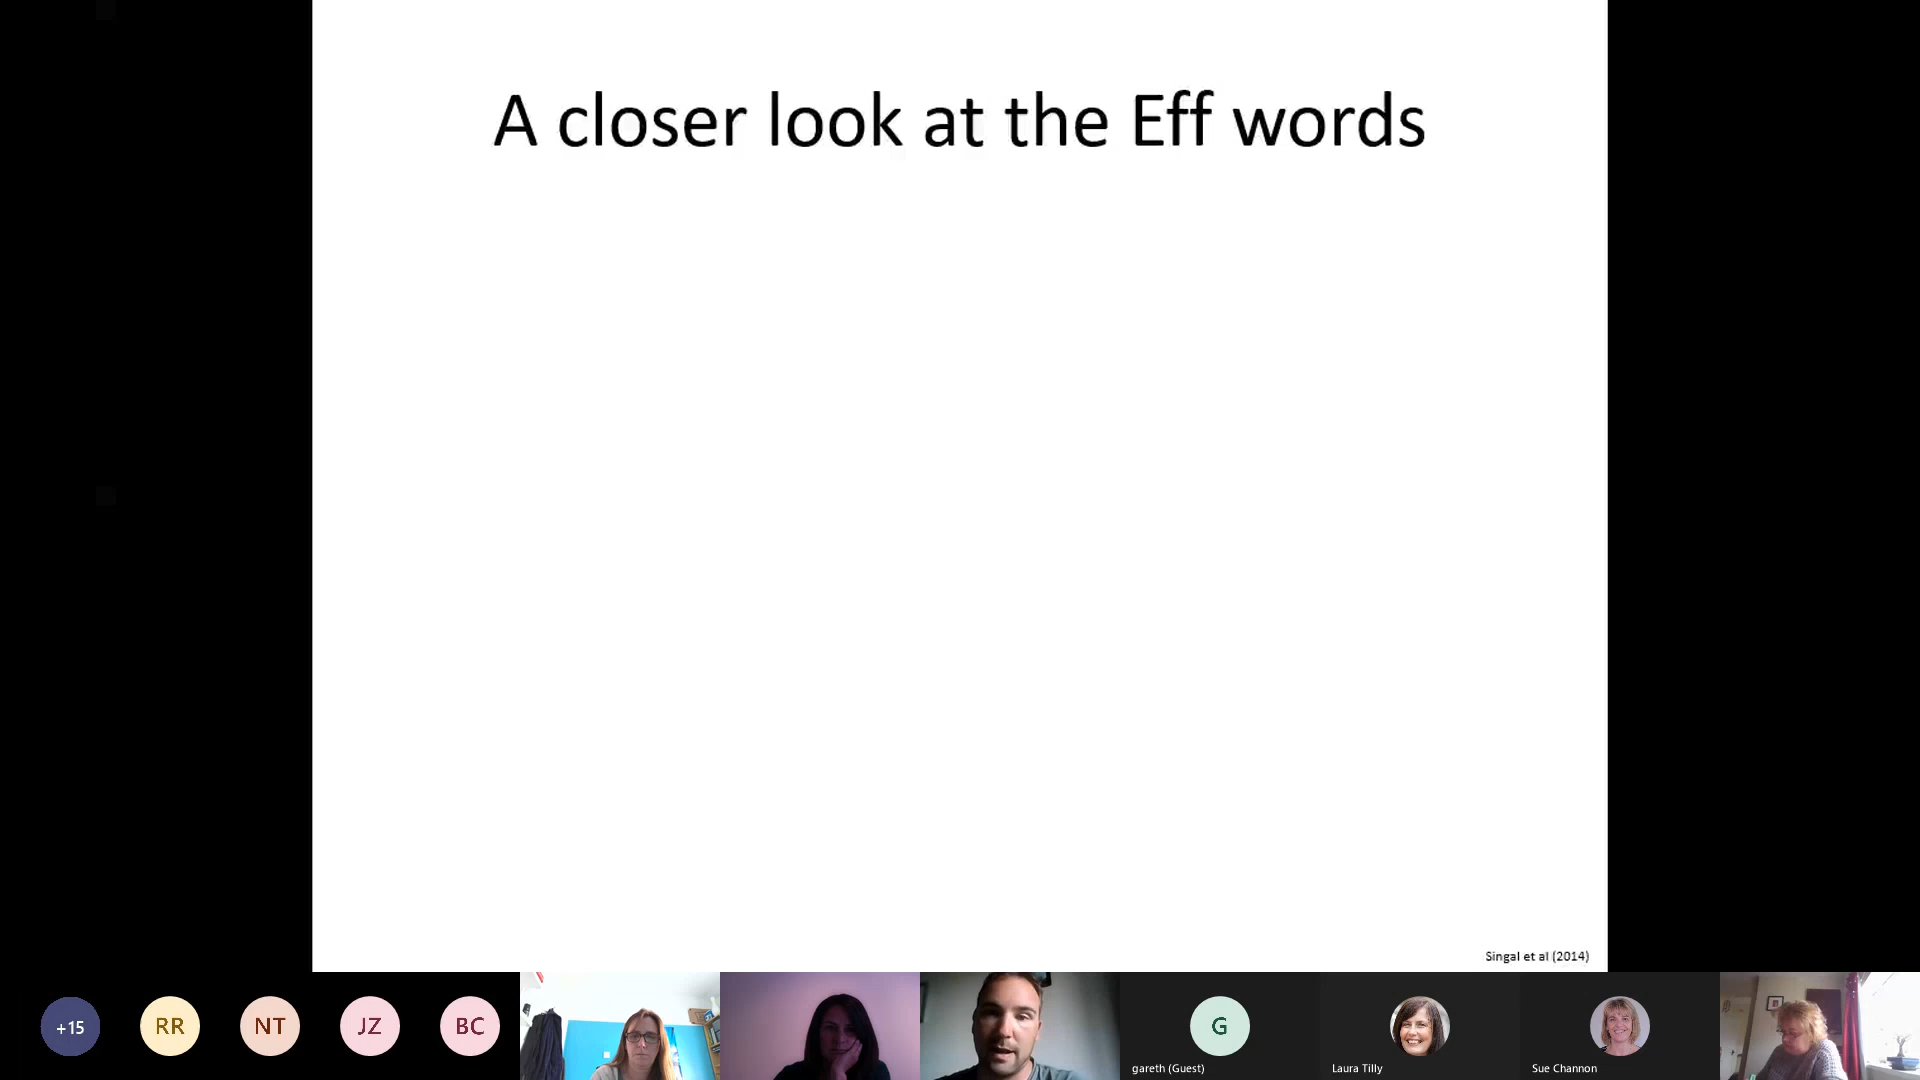 A closer look at the Eff words
Singal et al (2014)
+15
RR
NT
JZ
BC
G
gareth (Guest)
Laura Tilly
Sue Channon